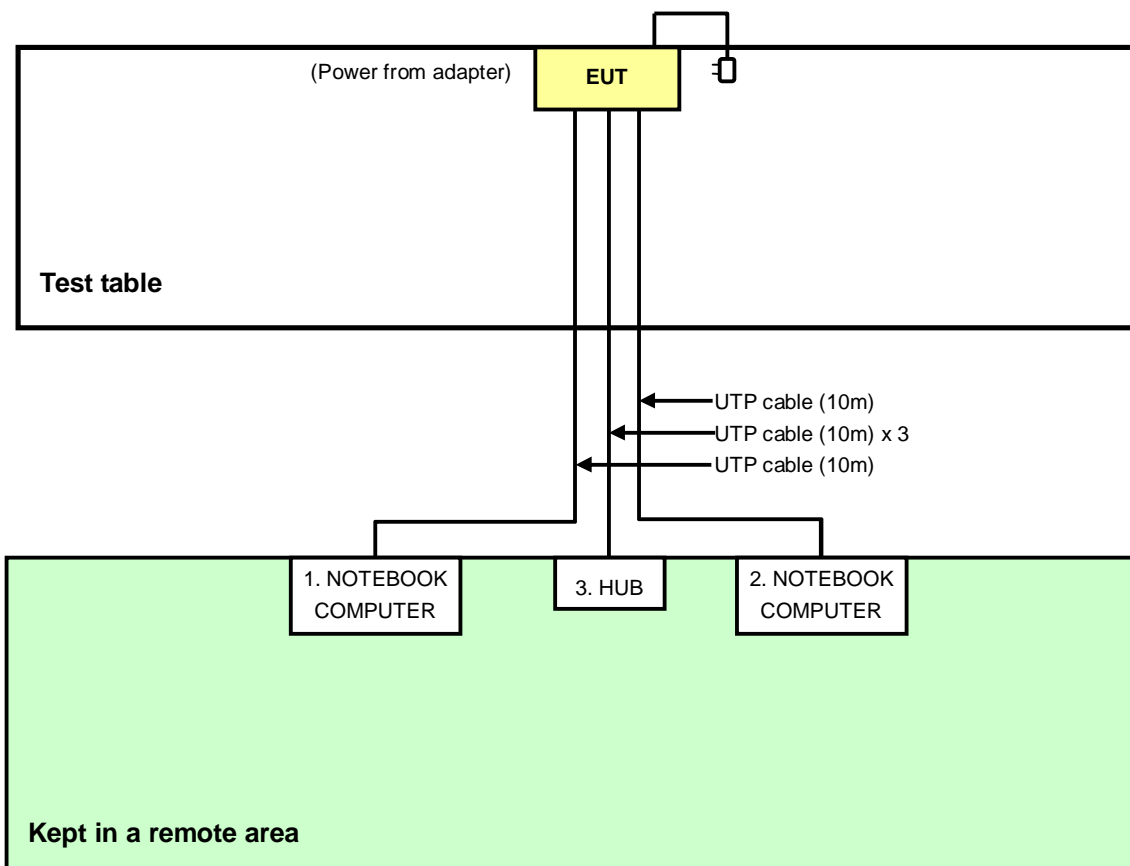 (Power from adapter)
EUT
Test table
UTP cable (10m)
UTP cable (10m) x 3
UTP cable (10m)
1. NOTEBOOK
COMPUTER
3. HUB
2. NOTEBOOK
COMPUTER
Kept in a remote area